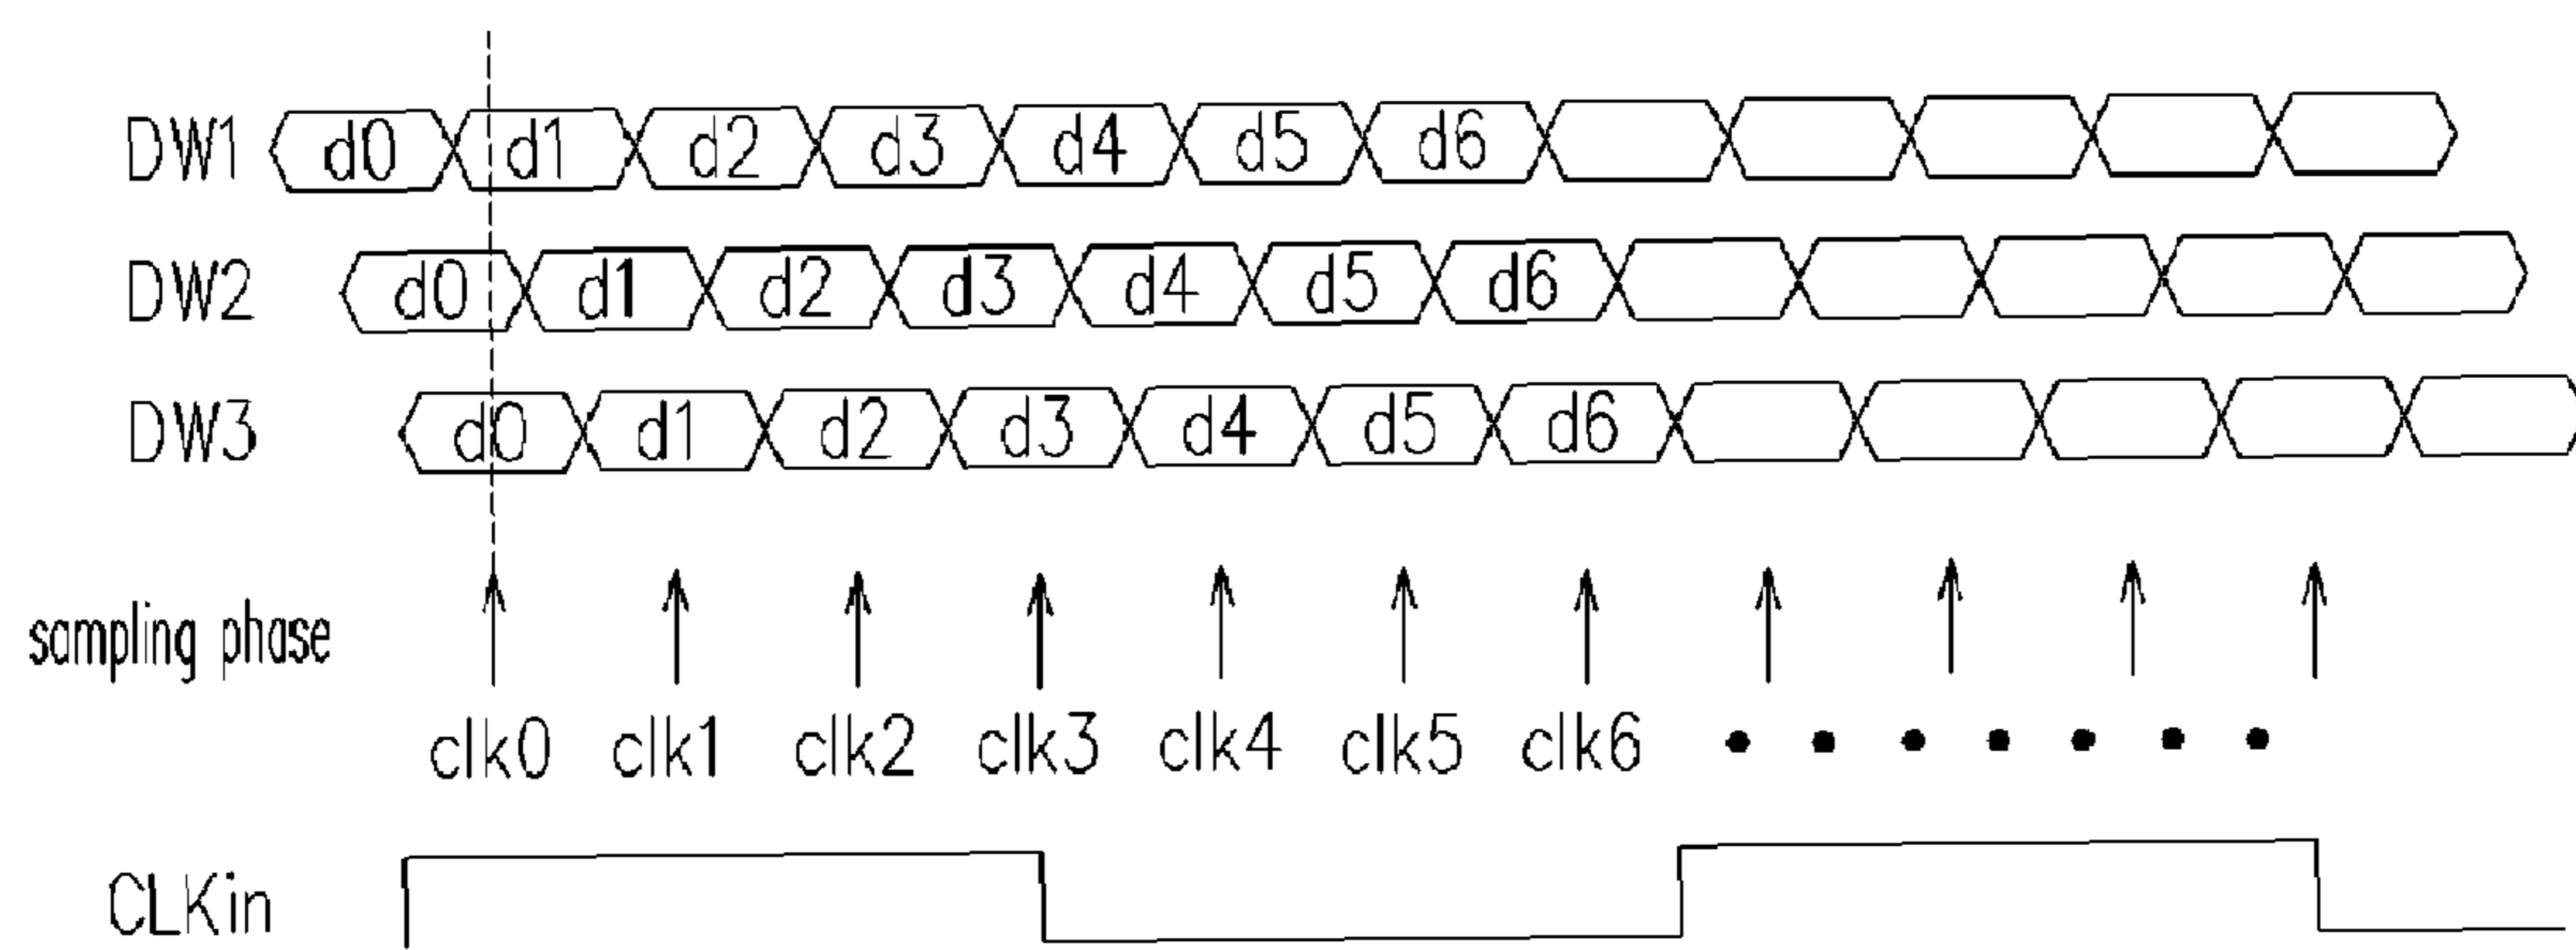 DW1 d0 d1 d2 d3 d4 d5 d6
DW2 d0 d1 d2 d3 d4 d5 d6
DW3 d0 d1 d2 d3 d4 d5 d6
sampling phase
clk0 clk1 clk2 clk3 clk4 clk5 clk6 • • • • • • •
CLKin